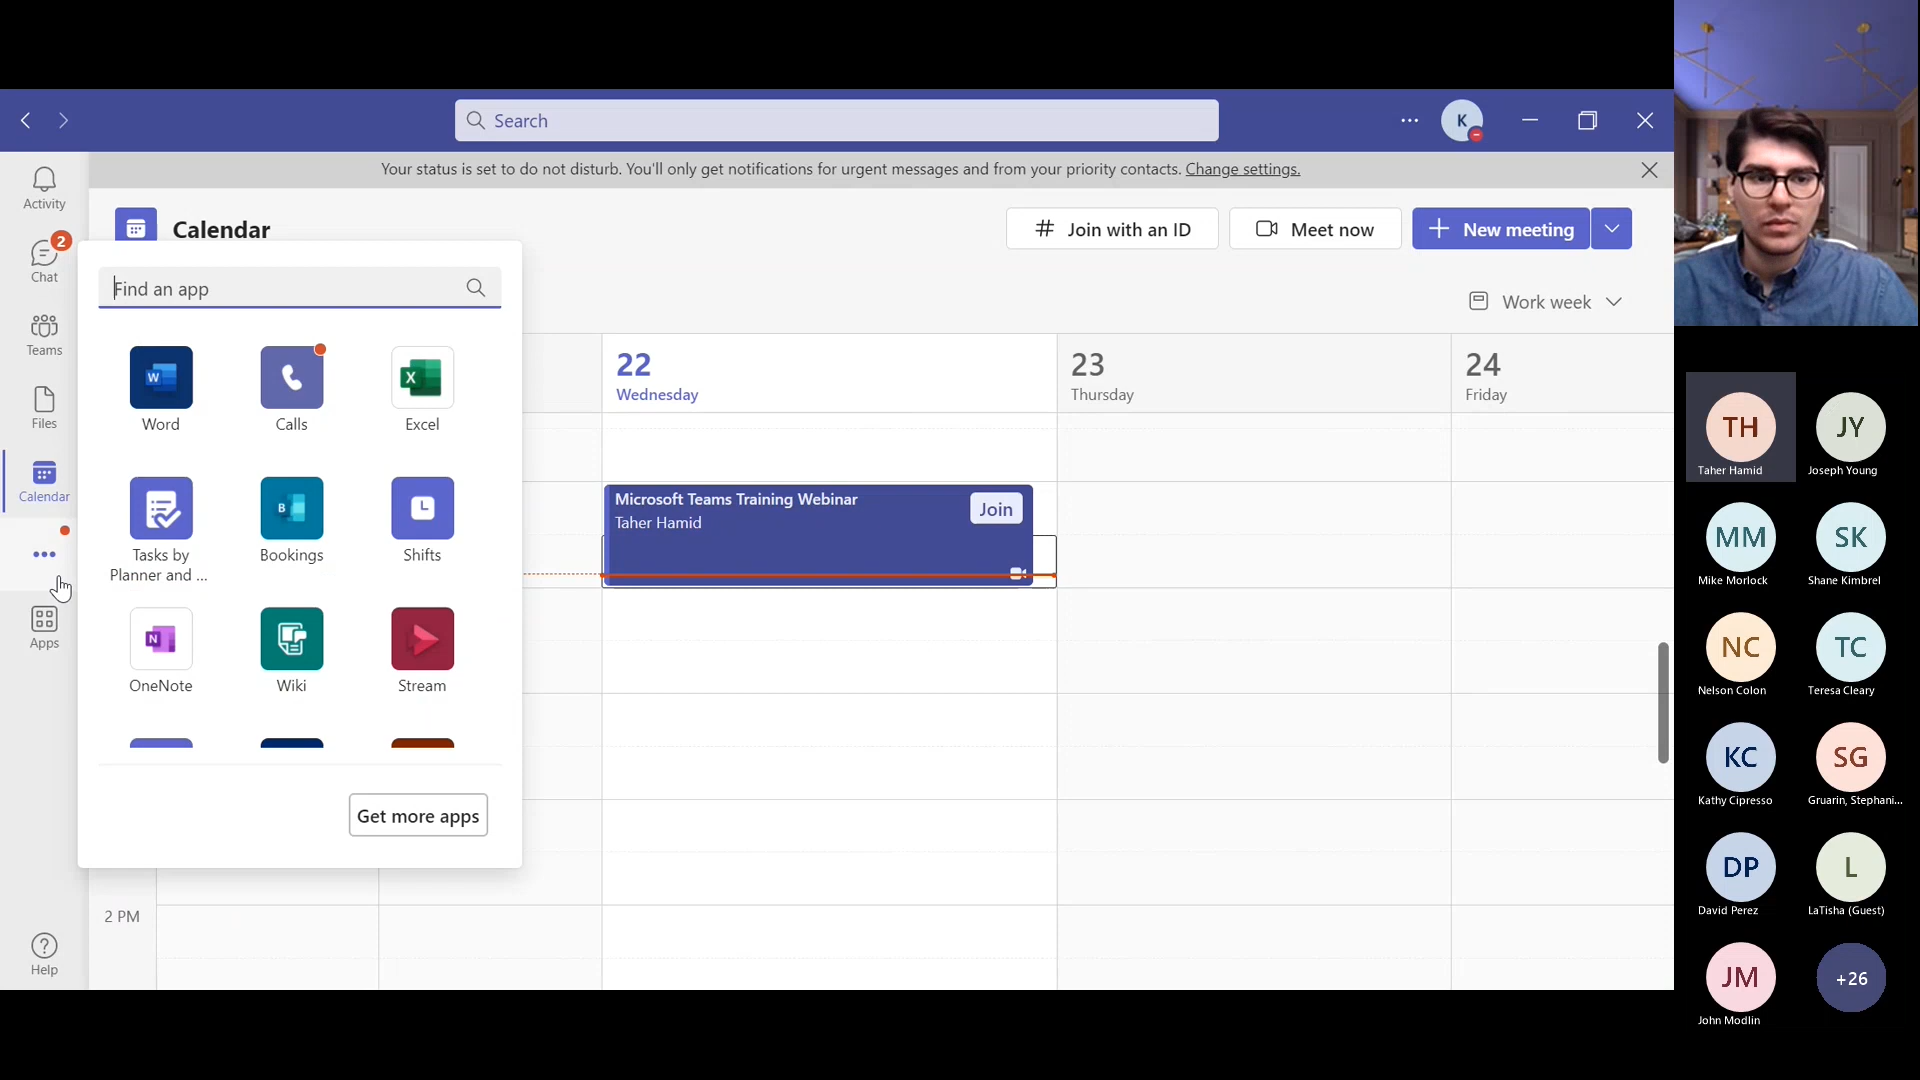 Search
K
Your status is set to do not disturb. You'll only get notifications for urgent messages and from your priority contacts. Change settings.
Activity
2
Chat
Teams
Files
Calendar
Apps
Help
Calendar
Join with an ID
Meet now
New meeting
Work week
Find an app
Word
Calls
Excel
Tasks by
Planner and ...
Bookings
Shifts
OneNote
Wiki
Stream
Get more apps
22
Wednesday
23
Thursday
24
Friday
Microsoft Teams Training Webinar
Taher Hamid
Join
2 PM
TH
Taher Hamid
JY
Joseph Young
MM
Mike Morlock
SK
Shane Kimbrel
NC
Nelson Colon
TC
Teresa Cleary
KC
Kathy Cipresso
SG
Gruarin, Stephani...
DP
David Perez
L
LaTisha (Guest)
JM
John Modlin
+26